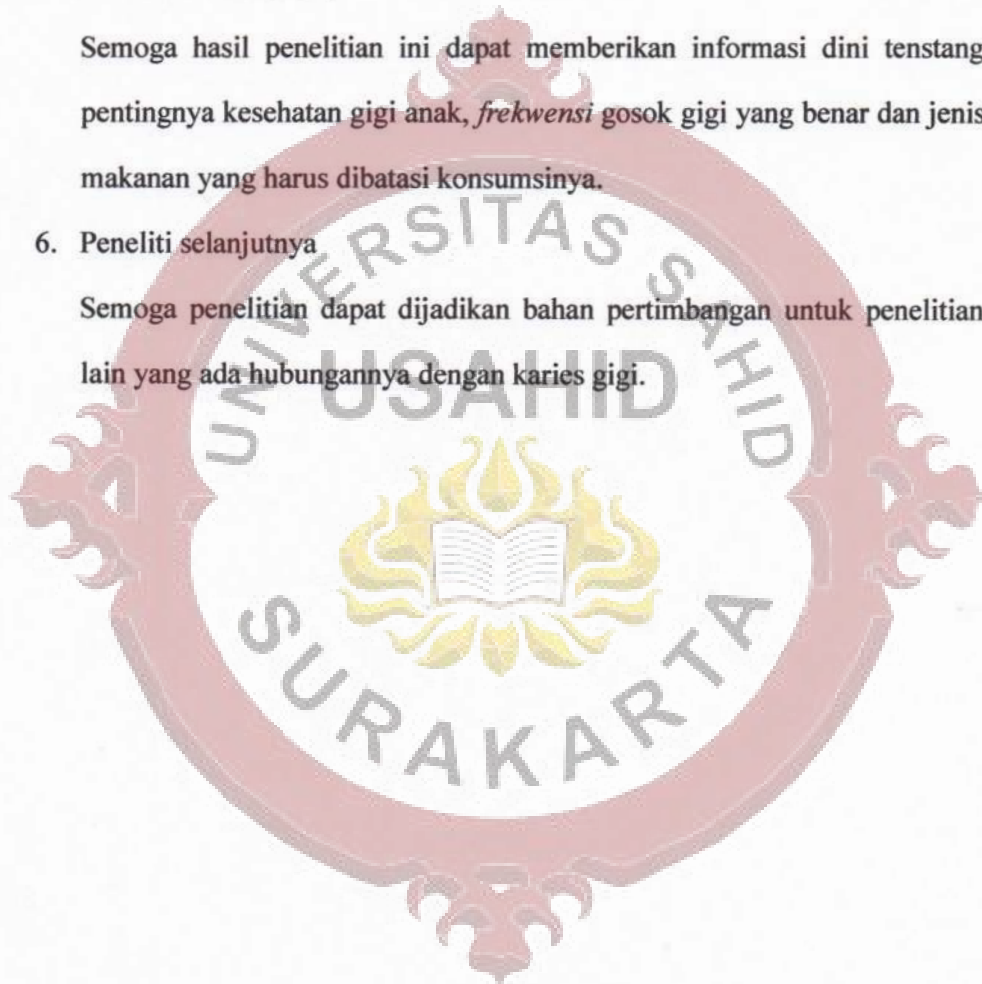 Semoga hasil penelitian ini dapat memberikan informasi dini tenstang
pentingnya kesehatan gigi anak, frekwensi gosok gigi yang benar dan jenis
makanan yang harus dibatasi konsumsinya.
6. Peneliti selanjutnya
Semoga penelitian dapat dijadikan bahan pertimbangan untuk penelitian
lain yang ada hubungannya dengan karies gigi.
UNIVERSITAS SAHID
USAHID
SURAKARTA